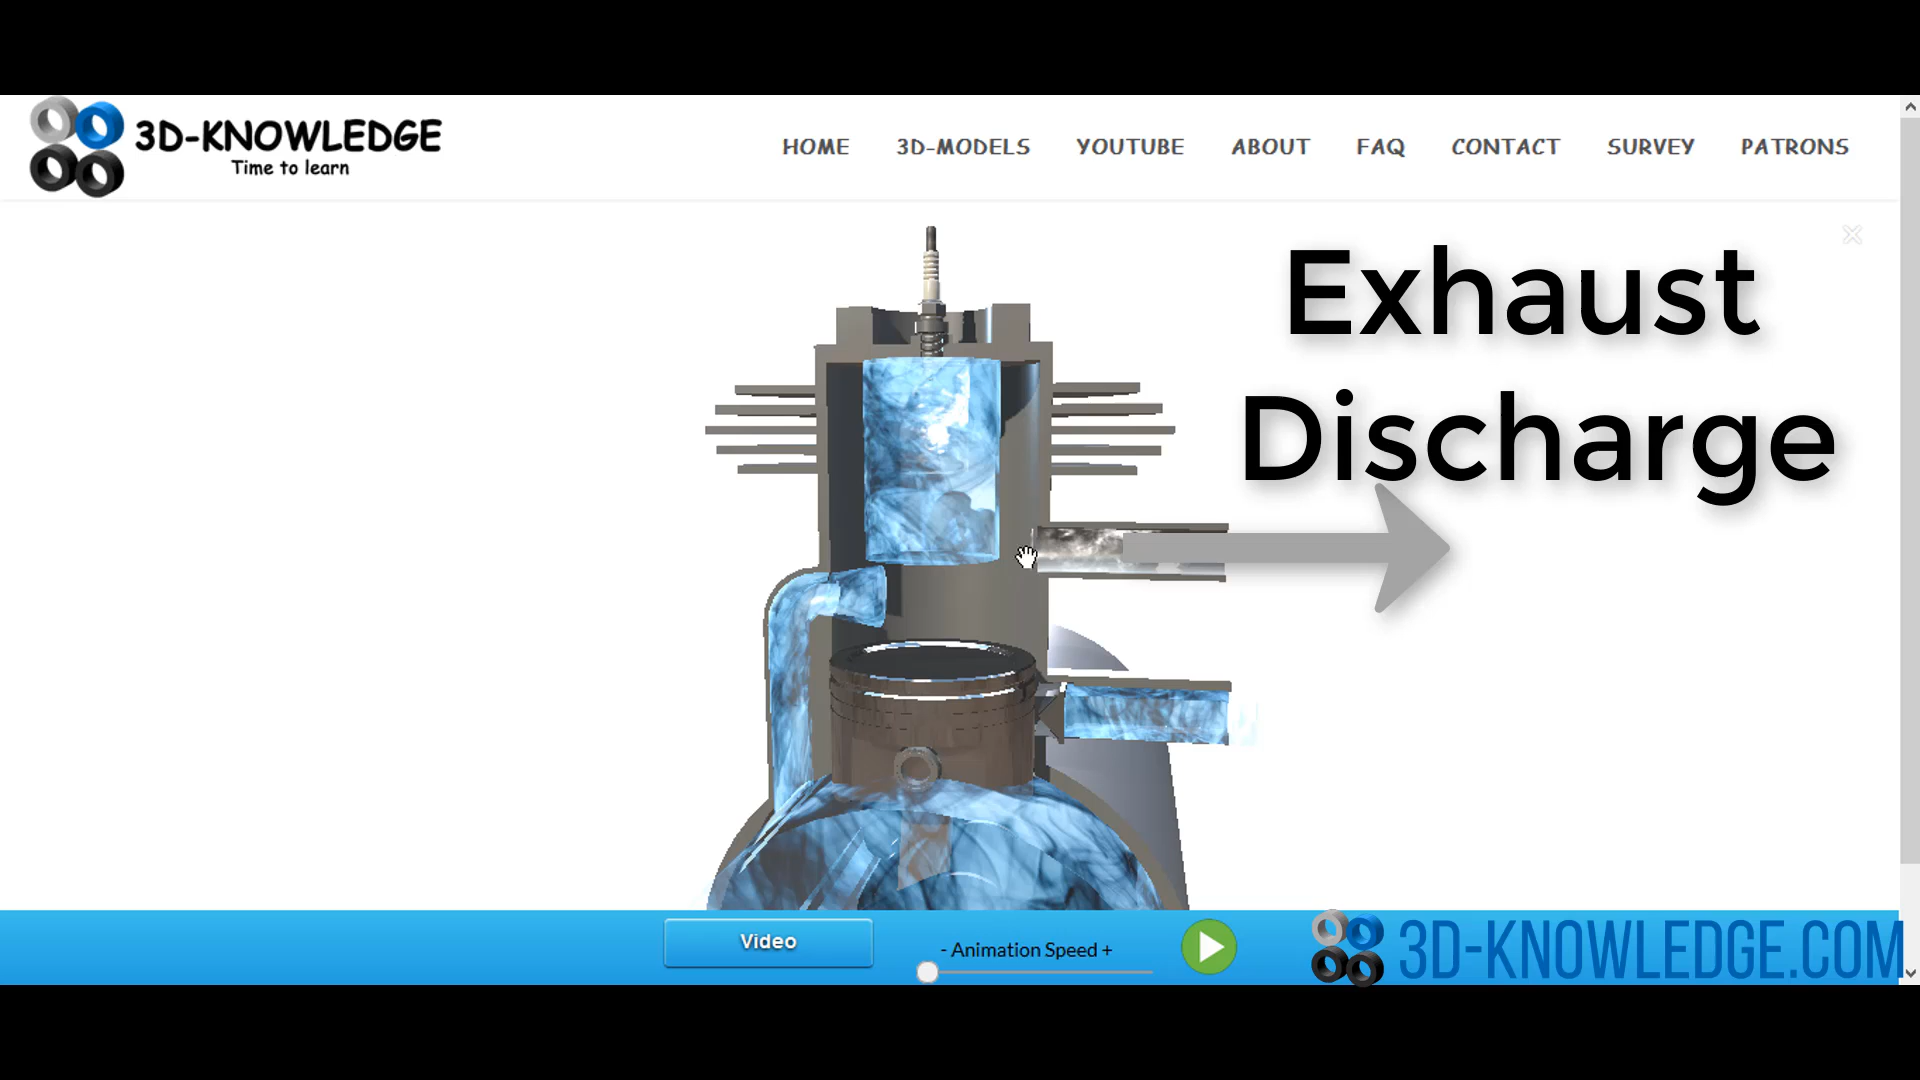 3D-KNOWLEDGE
Time to learn
HOME 3D-MODELS YOUTUBE ABOUT FAQ CONTACT SURVEY PATRONS
Exhaust
Discharge
Video
- Animation Speed +
3D-KNOWLEDGE.COM